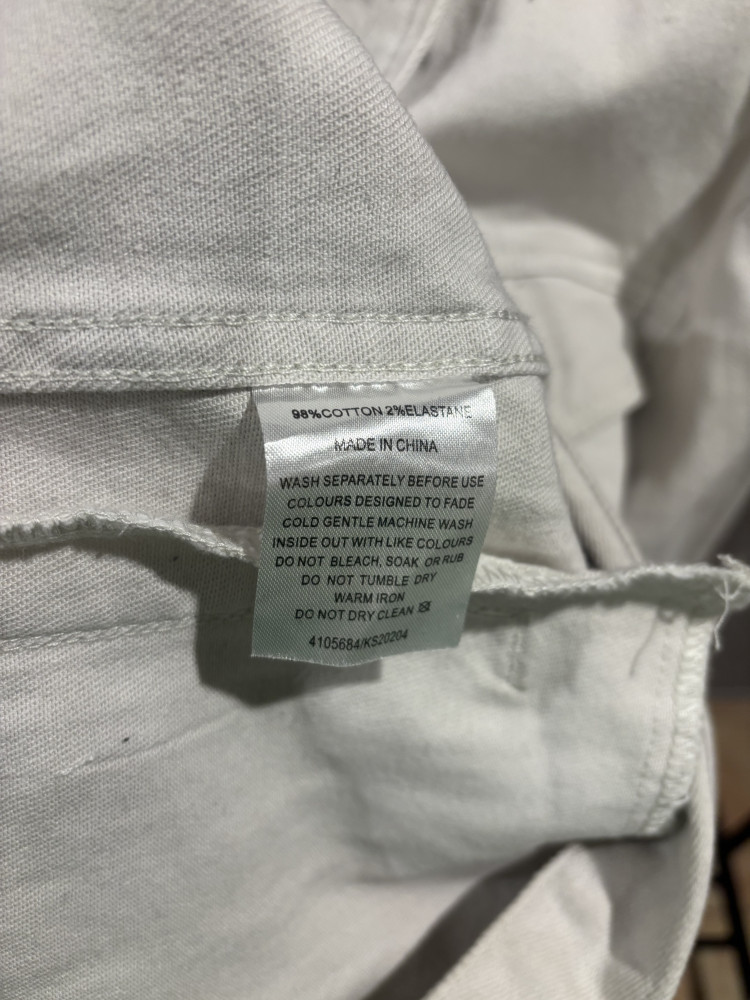 98%COTTON 2%ELASTANE
MADE IN CHINA
WASH SEPARATELY BEFORE USE
COLOURS DESIGNED TO FADE
COLD GENTLE MACHINE WASH
INSIDE OUT WITH LIKE COLOURS
DO NOT BLEACH, SOAK OR RUB
DO NOT TUMBLE DRY
WARM IRON
DO NOT DRY CLEAN
4105684/KS20204